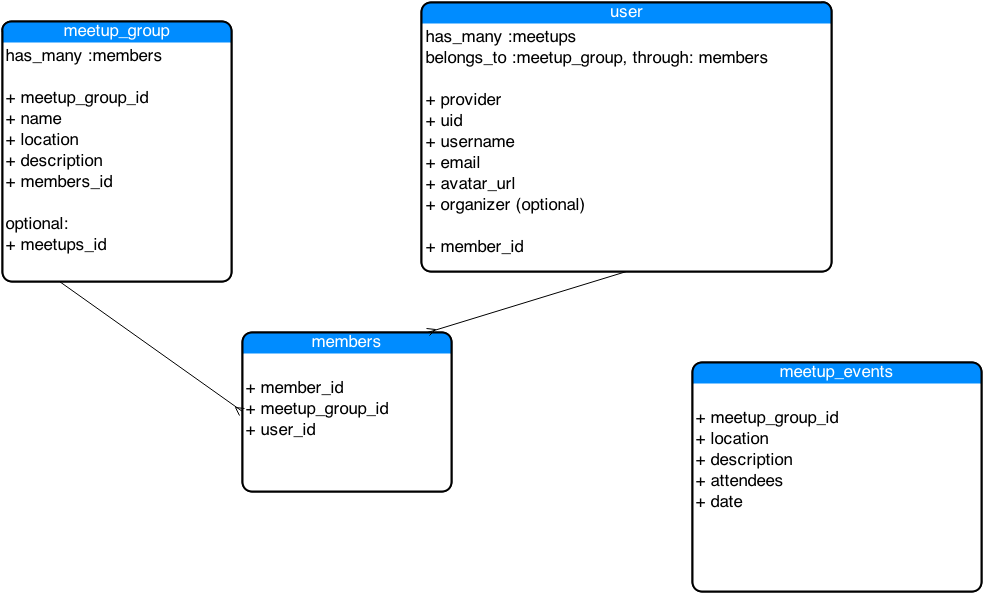 meetup_group
has_many :members
+ meetup_group_id
+ name
+ location
+ description
+ members_id
optional:
+ meetups_id
user
has_many :meetups
belongs_to :meetup_group, through: members
+ provider
+ uid
+ username
+ email
+ avatar_url
+ organizer (optional)
+ member_id
members
+ member_id
+ meetup_group_id
+ user_id
meetup_events
+ meetup_group_id
+ location
+ description
+ attendees
+ date